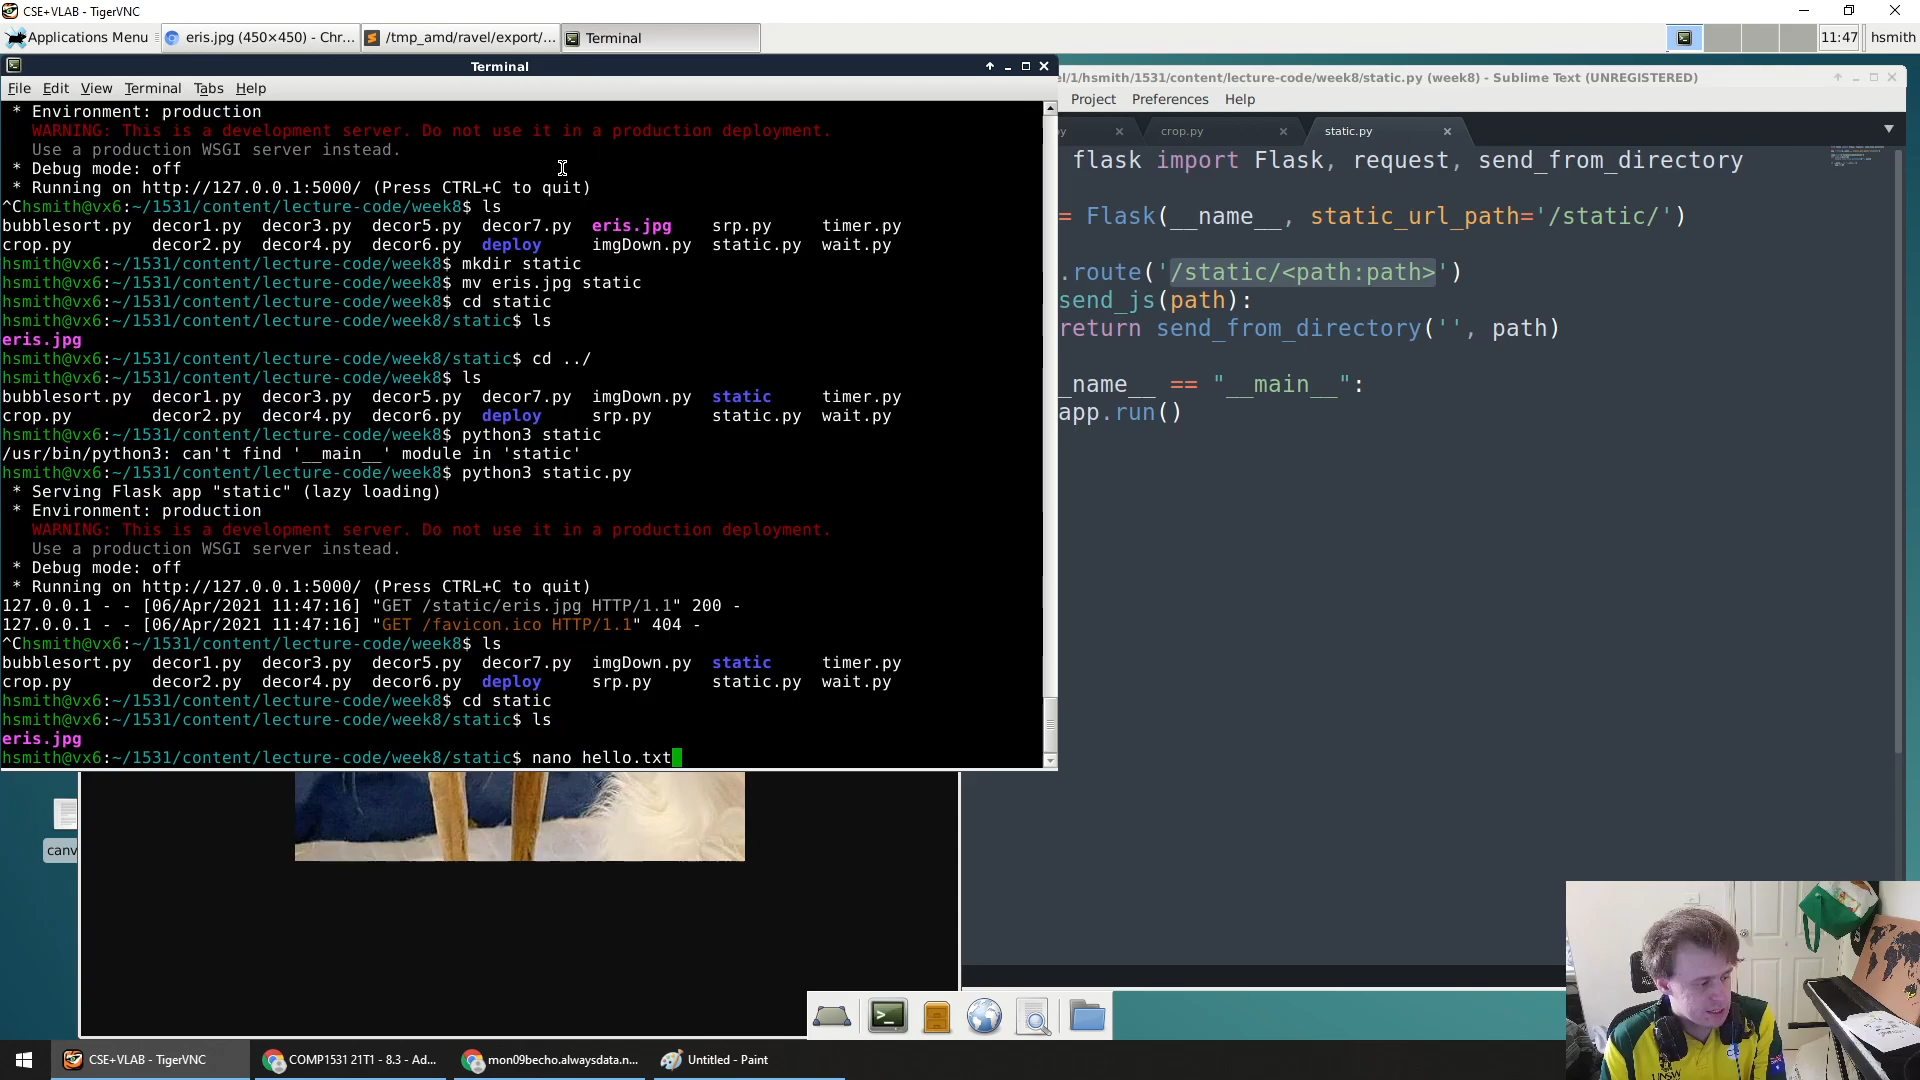 CSE+VLAB - TigerVNC
Applications Menu
eris.jpg (450×450) - Chr...
/tmp_amd/ravel/export/...
Terminal
11:47
hsmith
Terminal
File Edit View Terminal Tabs Help
* Environment: production
WARNING: This is a development server. Do not use it in a production deployment.
Use a production WSGI server instead.
* Debug mode: off
* Running on http://127.0.0.1:5000/ (Press CTRL+C to quit)
^Chsmith@vx6:~/1531/content/lecture-code/week8$ ls
bubblesort.py decor1.py decor3.py decor5.py decor7.py eris.jpg srp.py timer.py
crop.py decor2.py decor4.py decor6.py deploy imgDown.py static.py wait.py
hsmith@vx6:~/1531/content/lecture-code/week8$ mkdir static
hsmith@vx6:~/1531/content/lecture-code/week8$ mv eris.jpg static
hsmith@vx6:~/1531/content/lecture-code/week8$ cd static
hsmith@vx6:~/1531/content/lecture-code/week8/static$ ls
eris.jpg
hsmith@vx6:~/1531/content/lecture-code/week8/static$ cd ../
hsmith@vx6:~/1531/content/lecture-code/week8$ ls
bubblesort.py decor1.py decor3.py decor5.py decor7.py imgDown.py static timer.py
crop.py decor2.py decor4.py decor6.py deploy srp.py static.py wait.py
hsmith@vx6:~/1531/content/lecture-code/week8$ python3 static
/usr/bin/python3: can't find '__main__' module in 'static'
hsmith@vx6:~/1531/content/lecture-code/week8$ python3 static.py
* Serving Flask app "static" (lazy loading)
* Environment: production
WARNING: This is a development server. Do not use it in a production deployment.
Use a production WSGI server instead.
* Debug mode: off
* Running on http://127.0.0.1:5000/ (Press CTRL+C to quit)
127.0.0.1 - - [06/Apr/2021 11:47:16] "GET /static/eris.jpg HTTP/1.1" 200 -
127.0.0.1 - - [06/Apr/2021 11:47:16] "GET /favicon.ico HTTP/1.1" 404 -
^Chsmith@vx6:~/1531/content/lecture-code/week8$ ls
bubblesort.py decor1.py decor3.py decor5.py decor7.py imgDown.py static timer.py
crop.py decor2.py decor4.py decor6.py deploy srp.py static.py wait.py
hsmith@vx6:~/1531/content/lecture-code/week8$ cd static
hsmith@vx6:~/1531/content/lecture-code/week8/static$ ls
eris.jpg
hsmith@vx6:~/1531/content/lecture-code/week8/static$ nano hello.txt
el/1/hsmith/1531/content/lecture-code/week8/static.py (week8) - Sublime Text (UNREGISTERED)
Project Preferences Help
y crop.py static.py
flask import Flask, request, send_from_directory
= Flask(__name__, static_url_path='/static/')
.route('/static/<path:path>')
send_js(path):
return send_from_directory('', path)
_name__ == "__main__":
app.run()
canv
CSE+VLAB - TigerVNC
COMP1531 21T1 - 8.3 - Ad...
mon09becho.alwaysdata.n...
Untitled - Paint